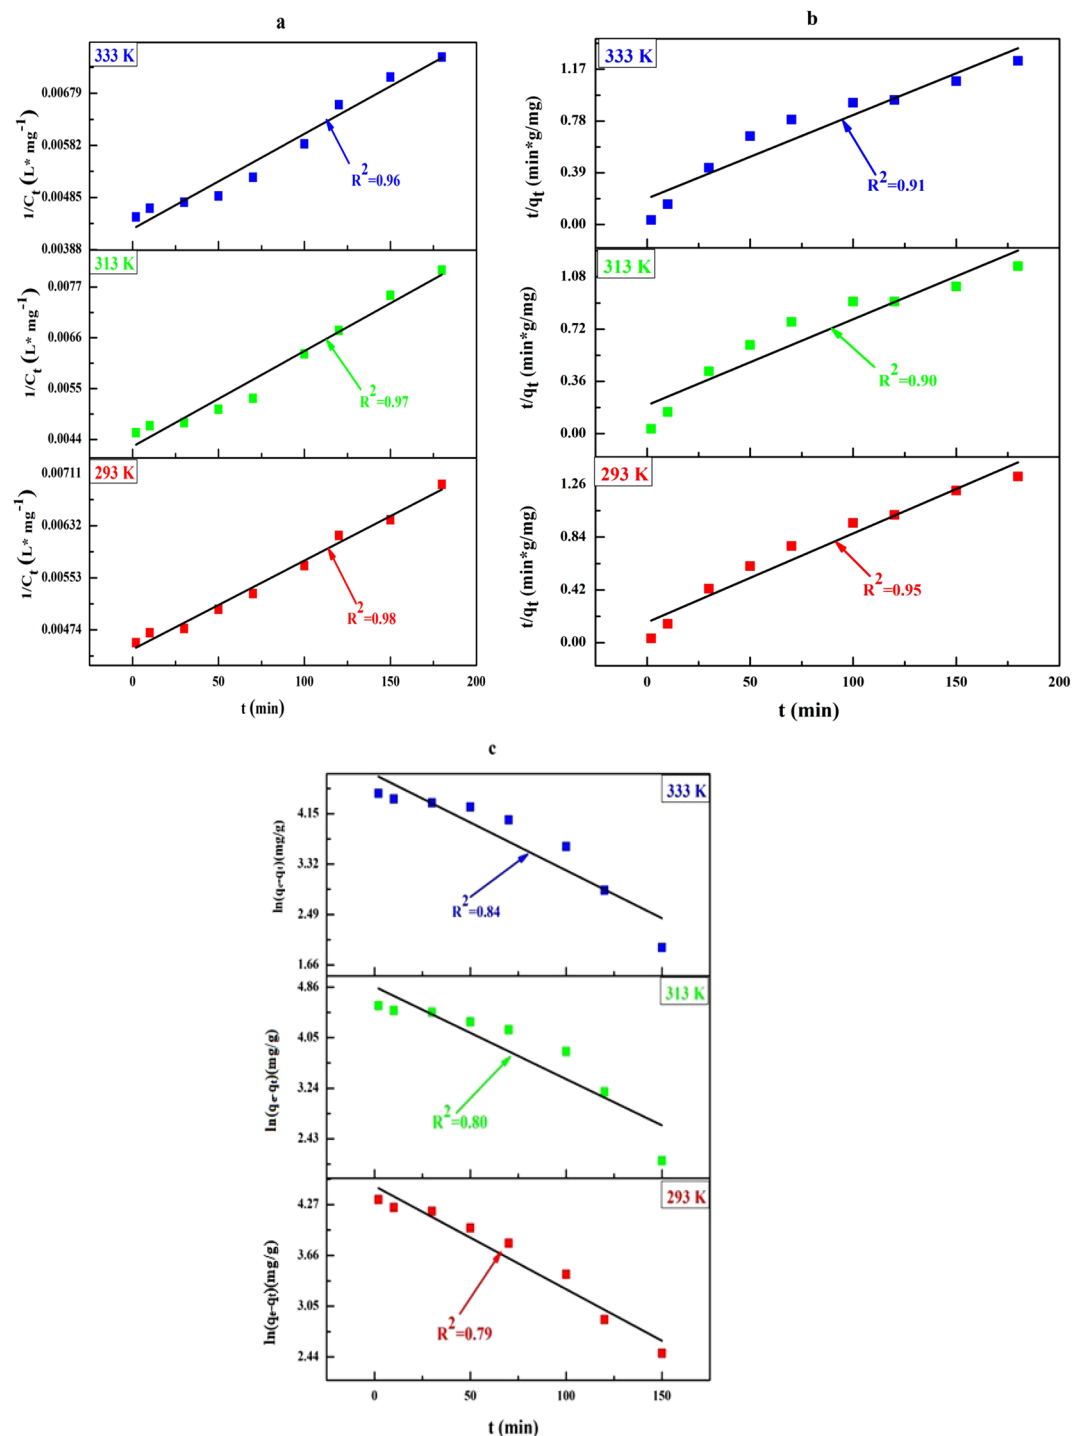 a
333 K
0.00679
0.00582
0.00485
0.00388
1/Ct (L* mg-1)
R2=0.96
313 K
0.0077
0.0066
0.0055
0.0044
1/Ct (L* mg-1)
R2=0.97
293 K
0.00711
0.00632
0.00553
0.00474
1/Ct (L* mg-1)
R2=0.98
0 50 100 150 200
t (min)
b
333 K
1.17
0.78
0.39
0.00
t/qt (min*g/mg)
R2=0.91
313 K
1.08
0.72
0.36
0.00
t/qt (min*g/mg)
R2=0.90
293 K
1.26
0.84
0.42
0.00
t/qt (min*g/mg)
R2=0.95
0 50 100 150 200
t (min)
c
333 K
4.15
3.32
2.49
1.66
ln(qe-qt)(mg/g)
R2=0.84
313 K
4.86
4.05
3.24
2.43
ln(qe-qt)(mg/g)
R2=0.80
293 K
4.27
3.66
3.05
2.44
ln(qe-qt)(mg/g)
R2=0.79
0 50 100 150
t (min)